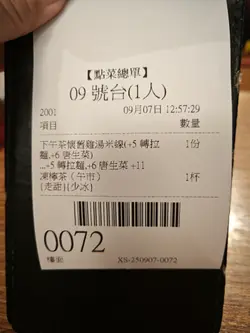 【點菜總單】
09 號台(1人)
2001 09月07日 12:57:29
項目 數量
下午茶懷舊雞湯米線(+5 轉拉 1份
麵,+6 唐生菜)
...+5 轉拉麵,+6 唐生菜 +11
凍檸茶（午市） 1杯
{走甜}{少冰}
0072
樓面 XS-250907-0072